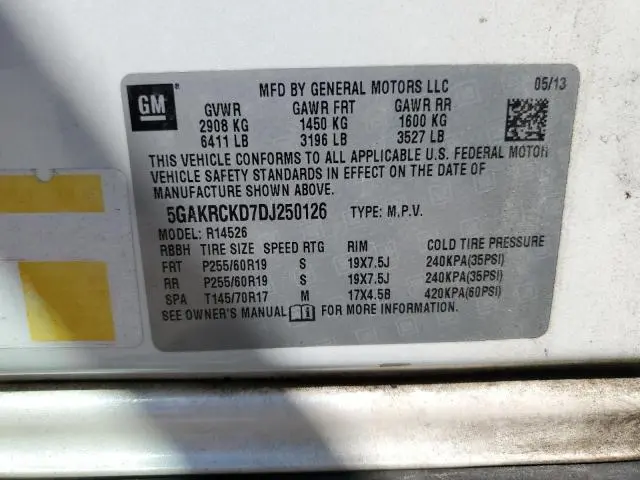 GM
MFD BY GENERAL MOTORS LLC 05/13
GVWR GAWR FRT GAWR RR
2908 KG 1450 KG 1600 KG
6411 LB 3196 LB 3527 LB
THIS VEHICLE CONFORMS TO ALL APPLICABLE U.S. FEDERAL MOTOR
VEHICLE SAFETY STANDARDS IN EFFECT ON THE DATE OF
MANUFACTURE SHOWN ABOVE.
5GAKRCKD7DJ250126 TYPE: M.P.V.
MODEL: R14526
RBBH TIRE SIZE SPEED RTG RIM COLD TIRE PRESSURE
FRT P255/60R19 S 19X7.5J 240KPA(35PSI)
RR P255/60R19 S 19X7.5J 240KPA(35PSI)
SPA T145/70R17 M 17X4.5B 420KPA(60PSI)
SEE OWNER'S MANUAL FOR MORE INFORMATION.